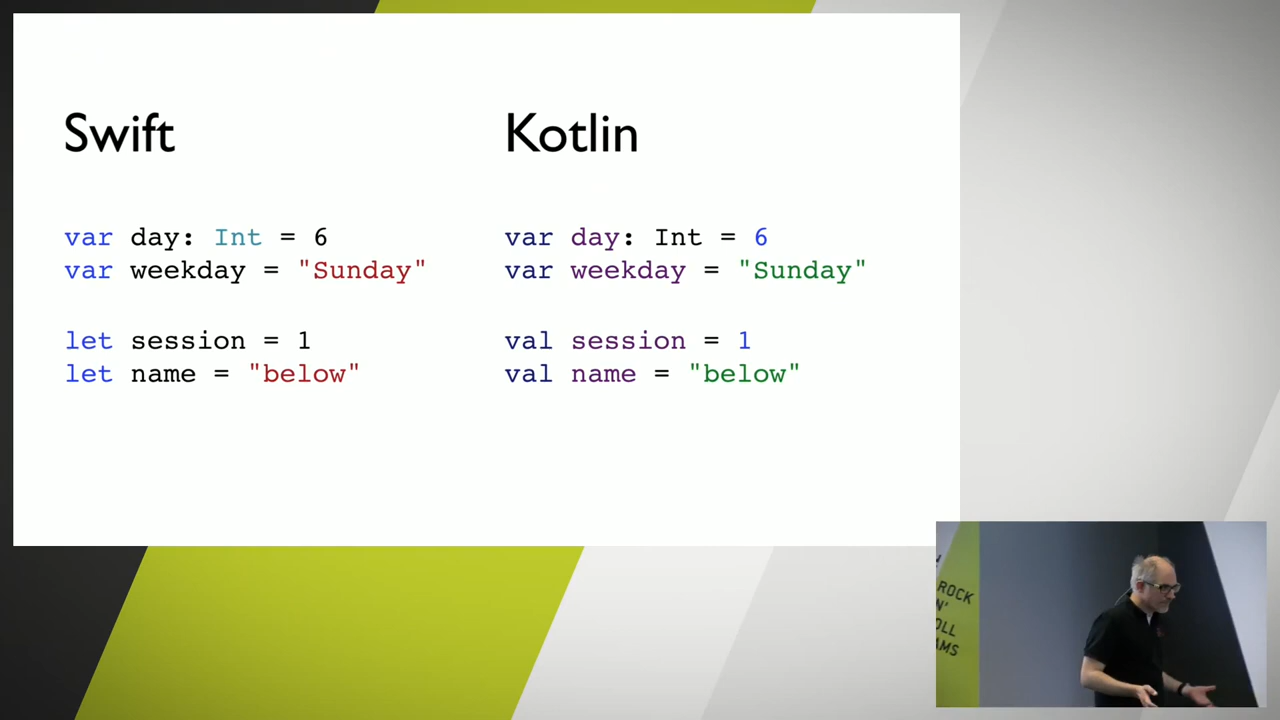 Swift
var day: Int = 6
var weekday = "Sunday"
let session = 1
let name = "below"
Kotlin
var day: Int = 6
var weekday = "Sunday"
val session = 1
val name = "below"
ROCK
N'